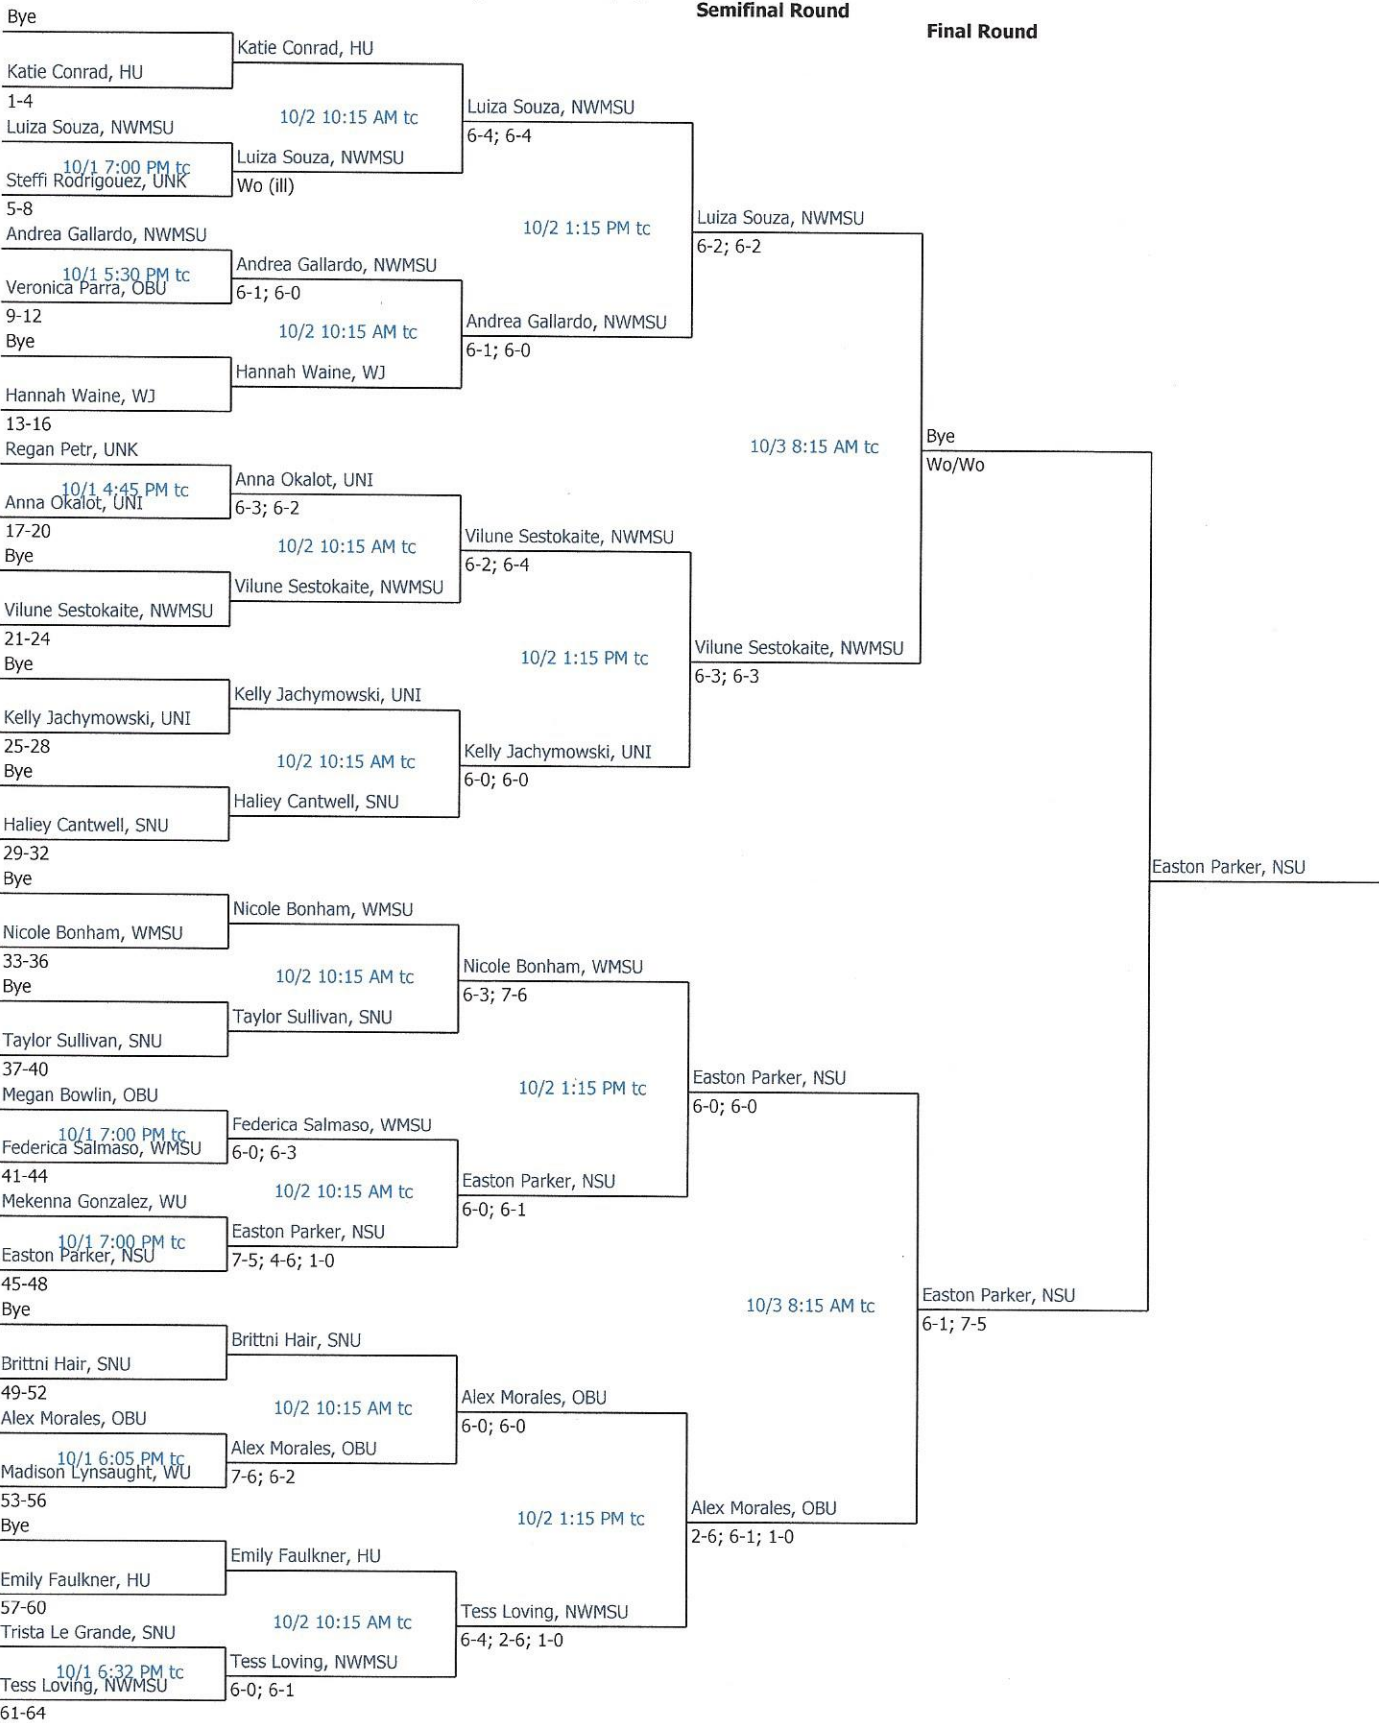 Semifinal Round
Final Round
Bye
Katie Conrad, HU
Katie Conrad, HU
1-4
10/2 10:15 AM tc
Luiza Souza, NWMSU
6-4; 6-4
Luiza Souza, NWMSU
10/1 7:00 PM tc
Luiza Souza, NWMSU
Steffi Rodrigouez, UNK
Wo (ill)
5-8
10/2 1:15 PM tc
Luiza Souza, NWMSU
6-2; 6-2
Andrea Gallardo, NWMSU
10/1 5:30 PM tc
Andrea Gallardo, NWMSU
Veronica Parra, OBU
6-1; 6-0
9-12
10/2 10:15 AM tc
Andrea Gallardo, NWMSU
6-1; 6-0
Bye
Hannah Waine, WJ
Hannah Waine, WJ
13-16
10/3 8:15 AM tc
Bye
Wo/Wo
Regan Petr, UNK
10/1 4:45 PM tc
Anna Okalot, UNI
Anna Okalot, UNI
6-3; 6-2
17-20
10/2 10:15 AM tc
Vilune Sestokaite, NWMSU
6-2; 6-4
Bye
Vilune Sestokaite, NWMSU
Vilune Sestokaite, NWMSU
21-24
10/2 1:15 PM tc
Vilune Sestokaite, NWMSU
6-3; 6-3
Bye
Kelly Jachymowski, UNI
Kelly Jachymowski, UNI
25-28
10/2 10:15 AM tc
Kelly Jachymowski, UNI
6-0; 6-0
Bye
Haliey Cantwell, SNU
Haliey Cantwell, SNU
29-32
Easton Parker, NSU
Bye
Nicole Bonham, WMSU
Nicole Bonham, WMSU
33-36
10/2 10:15 AM tc
Nicole Bonham, WMSU
6-3; 7-6
Bye
Taylor Sullivan, SNU
Taylor Sullivan, SNU
37-40
10/2 1:15 PM tc
Easton Parker, NSU
6-0; 6-0
Megan Bowlin, OBU
10/1 7:00 PM tc
Federica Salmaso, WMSU
Federica Salmaso, WMSU
6-0; 6-3
41-44
10/2 10:15 AM tc
Easton Parker, NSU
6-0; 6-1
Mekenna Gonzalez, WU
10/1 7:00 PM tc
Easton Parker, NSU
Easton Parker, NSU
7-5; 4-6; 1-0
45-48
10/3 8:15 AM tc
Easton Parker, NSU
6-1; 7-5
Bye
Brittni Hair, SNU
Brittni Hair, SNU
49-52
10/2 10:15 AM tc
Alex Morales, OBU
6-0; 6-0
Alex Morales, OBU
10/1 6:05 PM tc
Alex Morales, OBU
Madison Lynsaught, WU
7-6; 6-2
53-56
10/2 1:15 PM tc
Alex Morales, OBU
2-6; 6-1; 1-0
Bye
Emily Faulkner, HU
Emily Faulkner, HU
57-60
10/2 10:15 AM tc
Tess Loving, NWMSU
6-4; 2-6; 1-0
Trista Le Grande, SNU
10/1 6:32 PM tc
Tess Loving, NWMSU
Tess Loving, NWMSU
6-0; 6-1
61-64